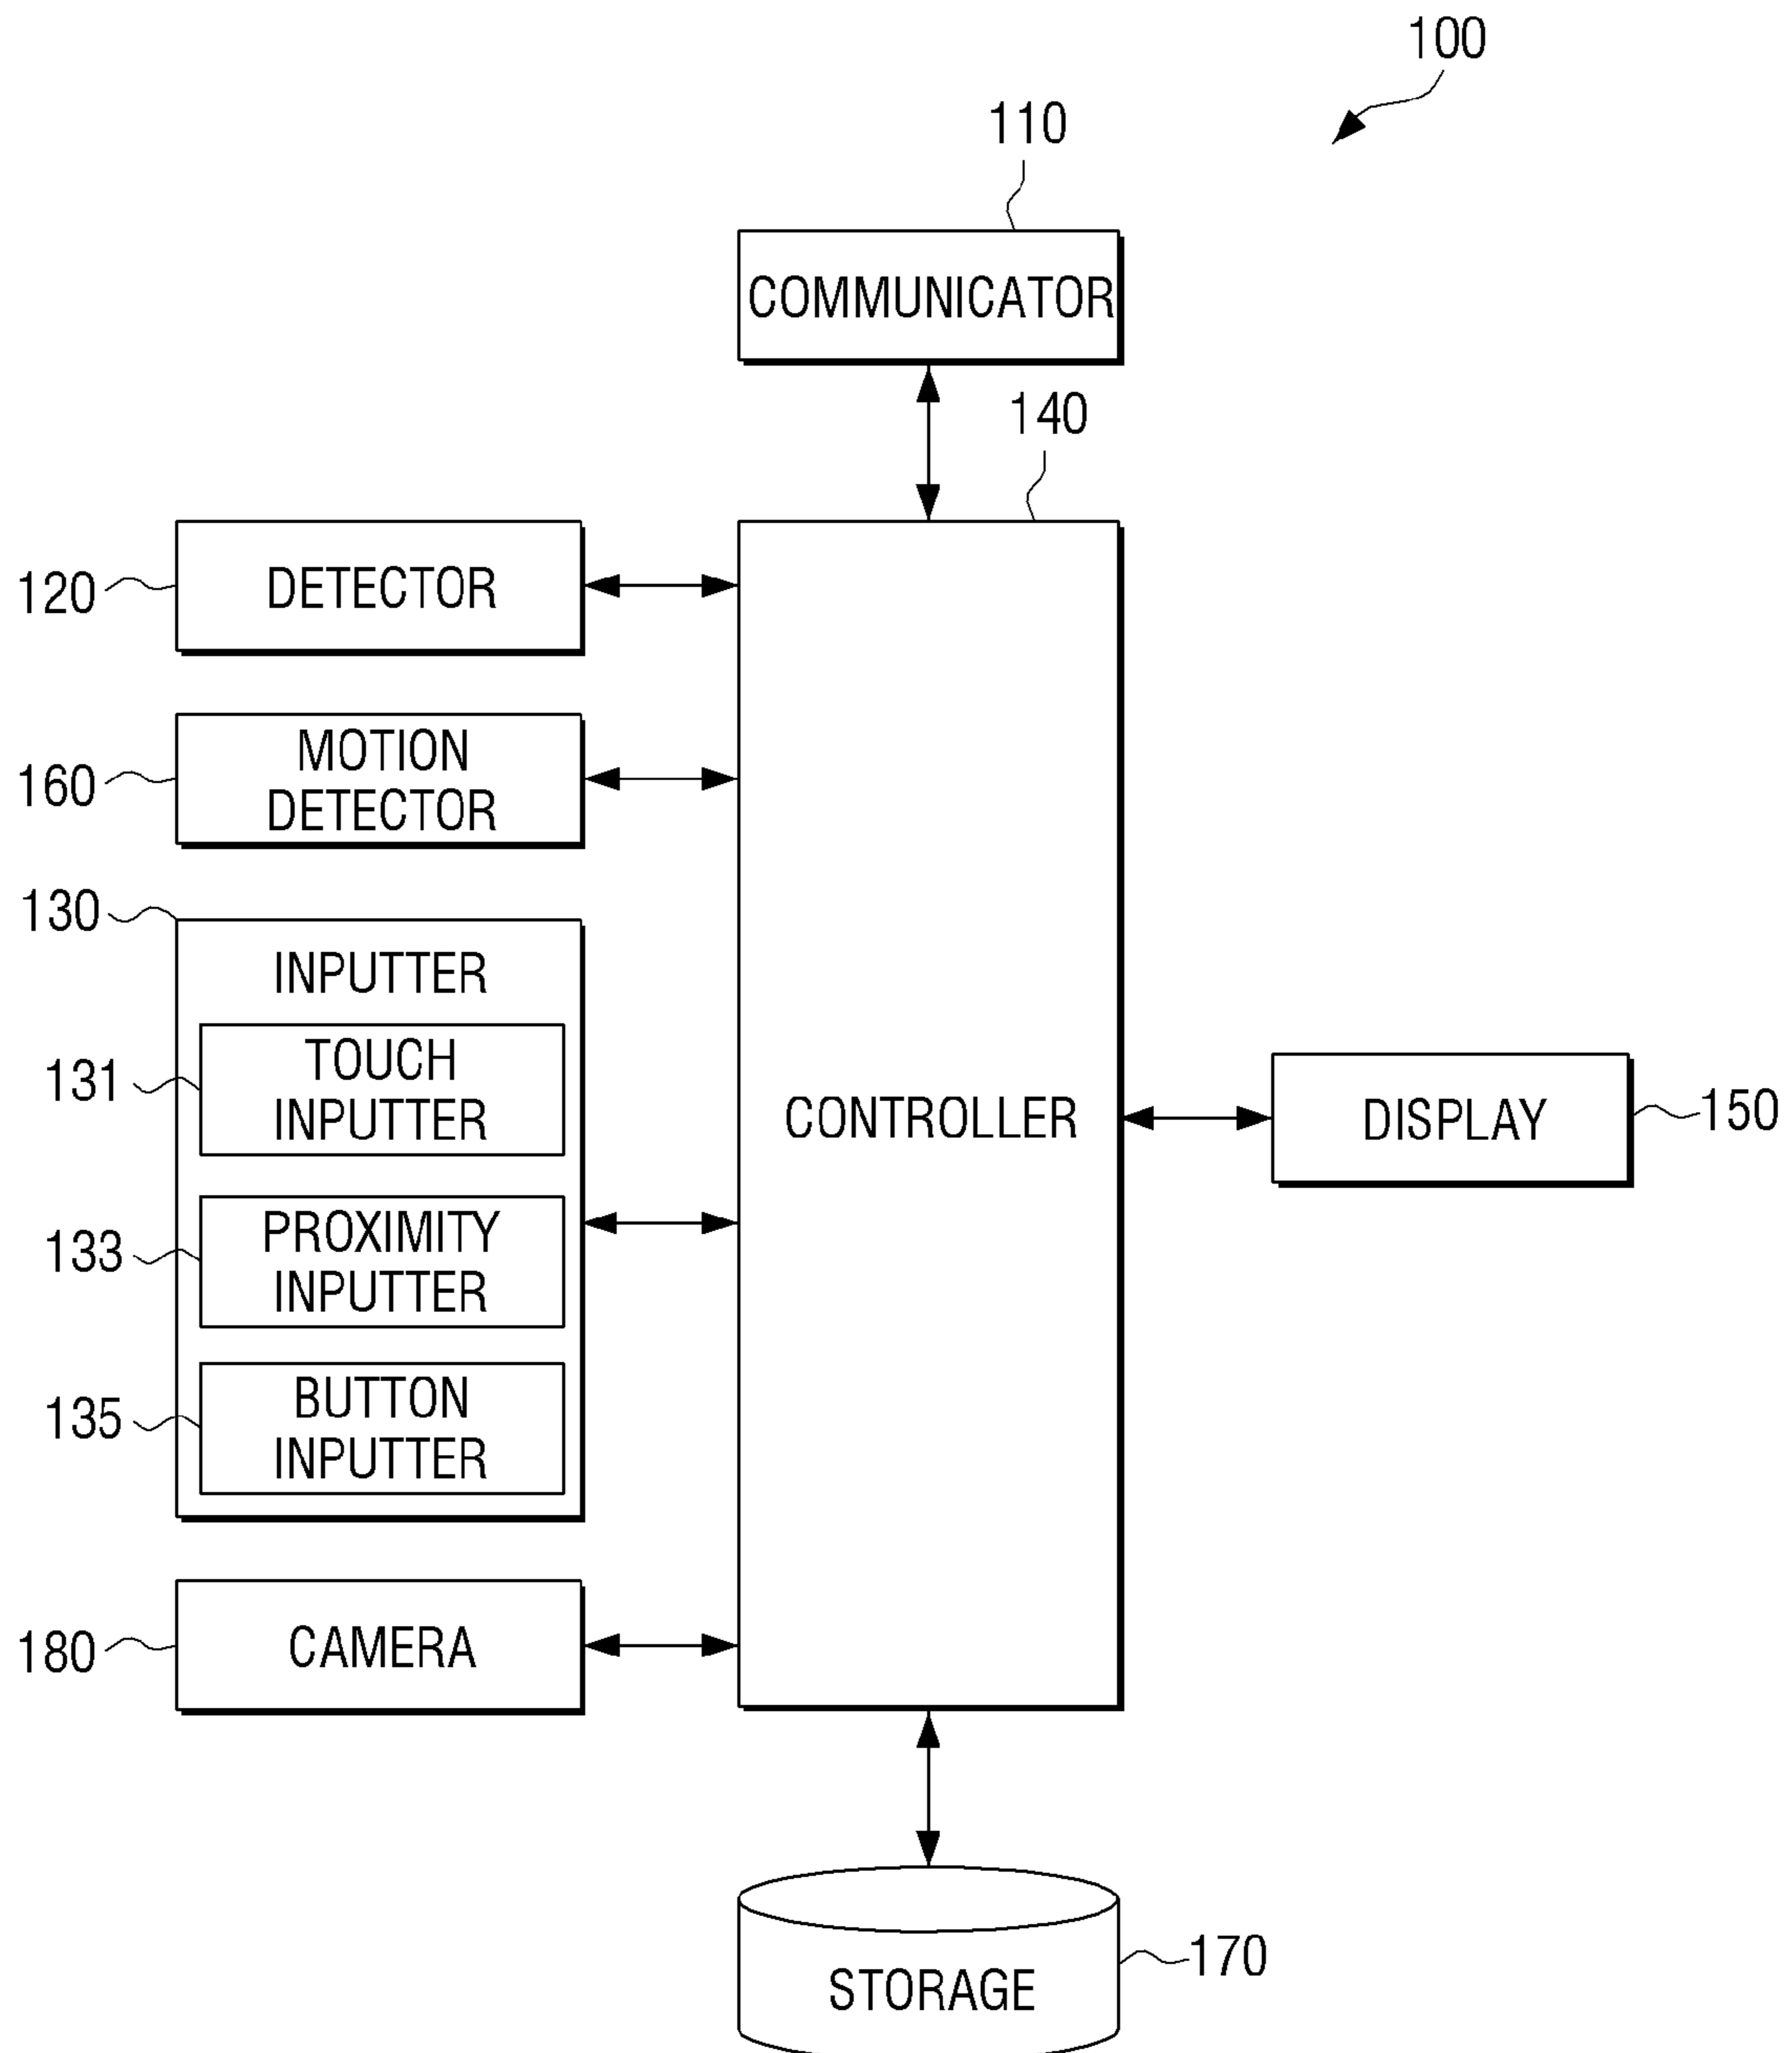 100
110
COMMUNICATOR
140
120
DETECTOR
160
MOTION
DETECTOR
130
INPUTTER
131
TOUCH
INPUTTER
133
PROXIMITY
INPUTTER
135
BUTTON
INPUTTER
180
CAMERA
CONTROLLER
DISPLAY
150
STORAGE
170